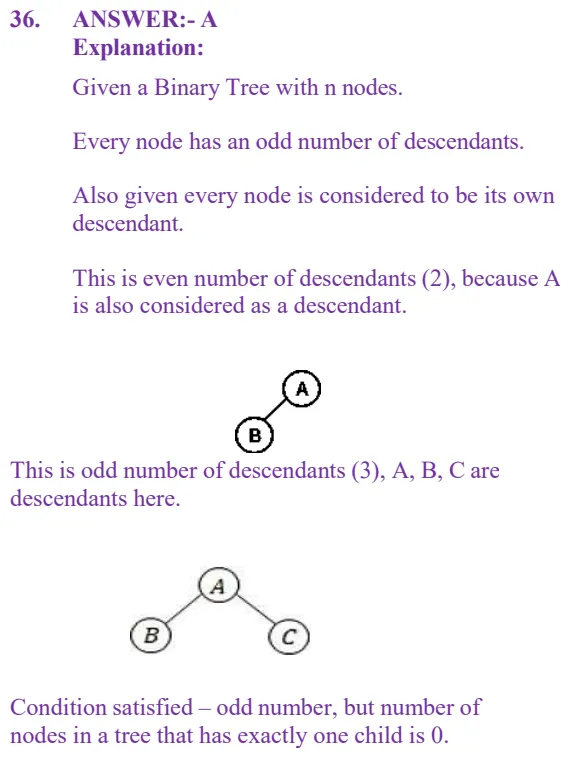 36. ANSWER:- A
Explanation:
Given a Binary Tree with n nodes.
Every node has an odd number of descendants.
Also given every node is considered to be its own
descendant.
This is even number of descendants (2), because A
is also considered as a descendant.
A
B
This is odd number of descendants (3), A, B, C are
descendants here.
A
B C
Condition satisfied – odd number, but number of
nodes in a tree that has exactly one child is 0.